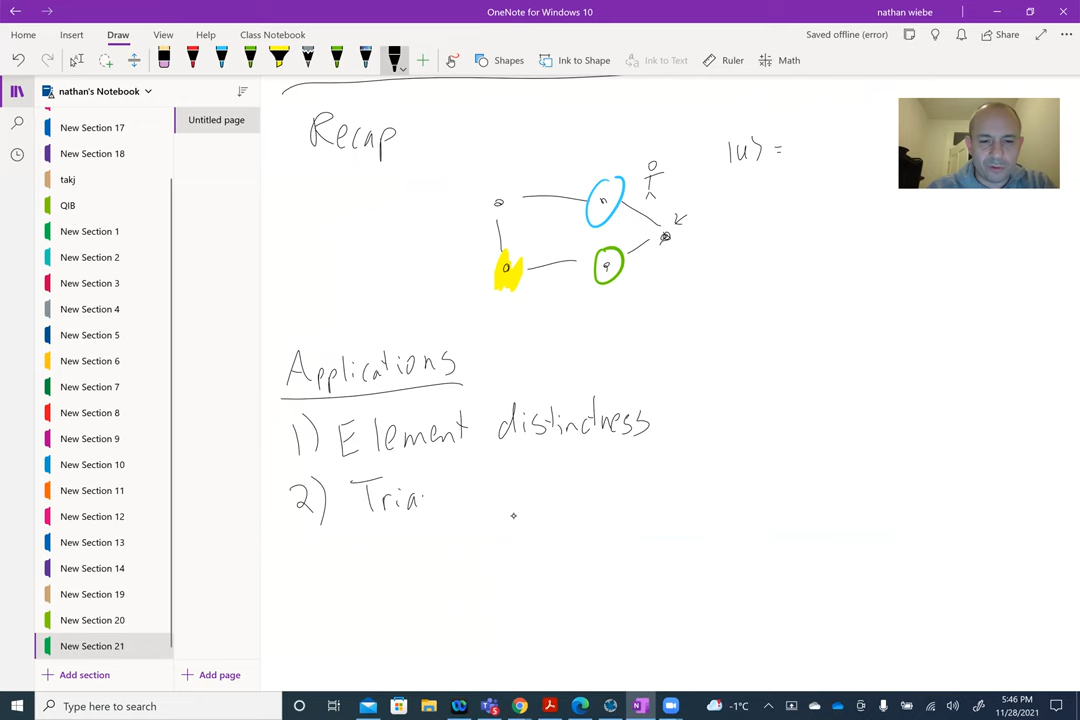 OneNote for Windows 10
nathan wiebe
Home Insert Draw View Help Class Notebook
Saved offline (error)
Share
Shapes
Ink to Shape
Ink to Text
Ruler
Math
nathan's Notebook
Untitled page
New Section 17
New Section 18
takj
QIB
New Section 1
New Section 2
New Section 3
New Section 4
New Section 5
New Section 6
New Section 7
New Section 8
New Section 9
New Section 10
New Section 11
New Section 12
New Section 13
New Section 14
New Section 19
New Section 20
New Section 21
Add section
Add page
Recap
|u⟩ =
Applications
1) Element distinctness
2) Tria
Type here to search
-1°C
5:46 PM
11/28/2021